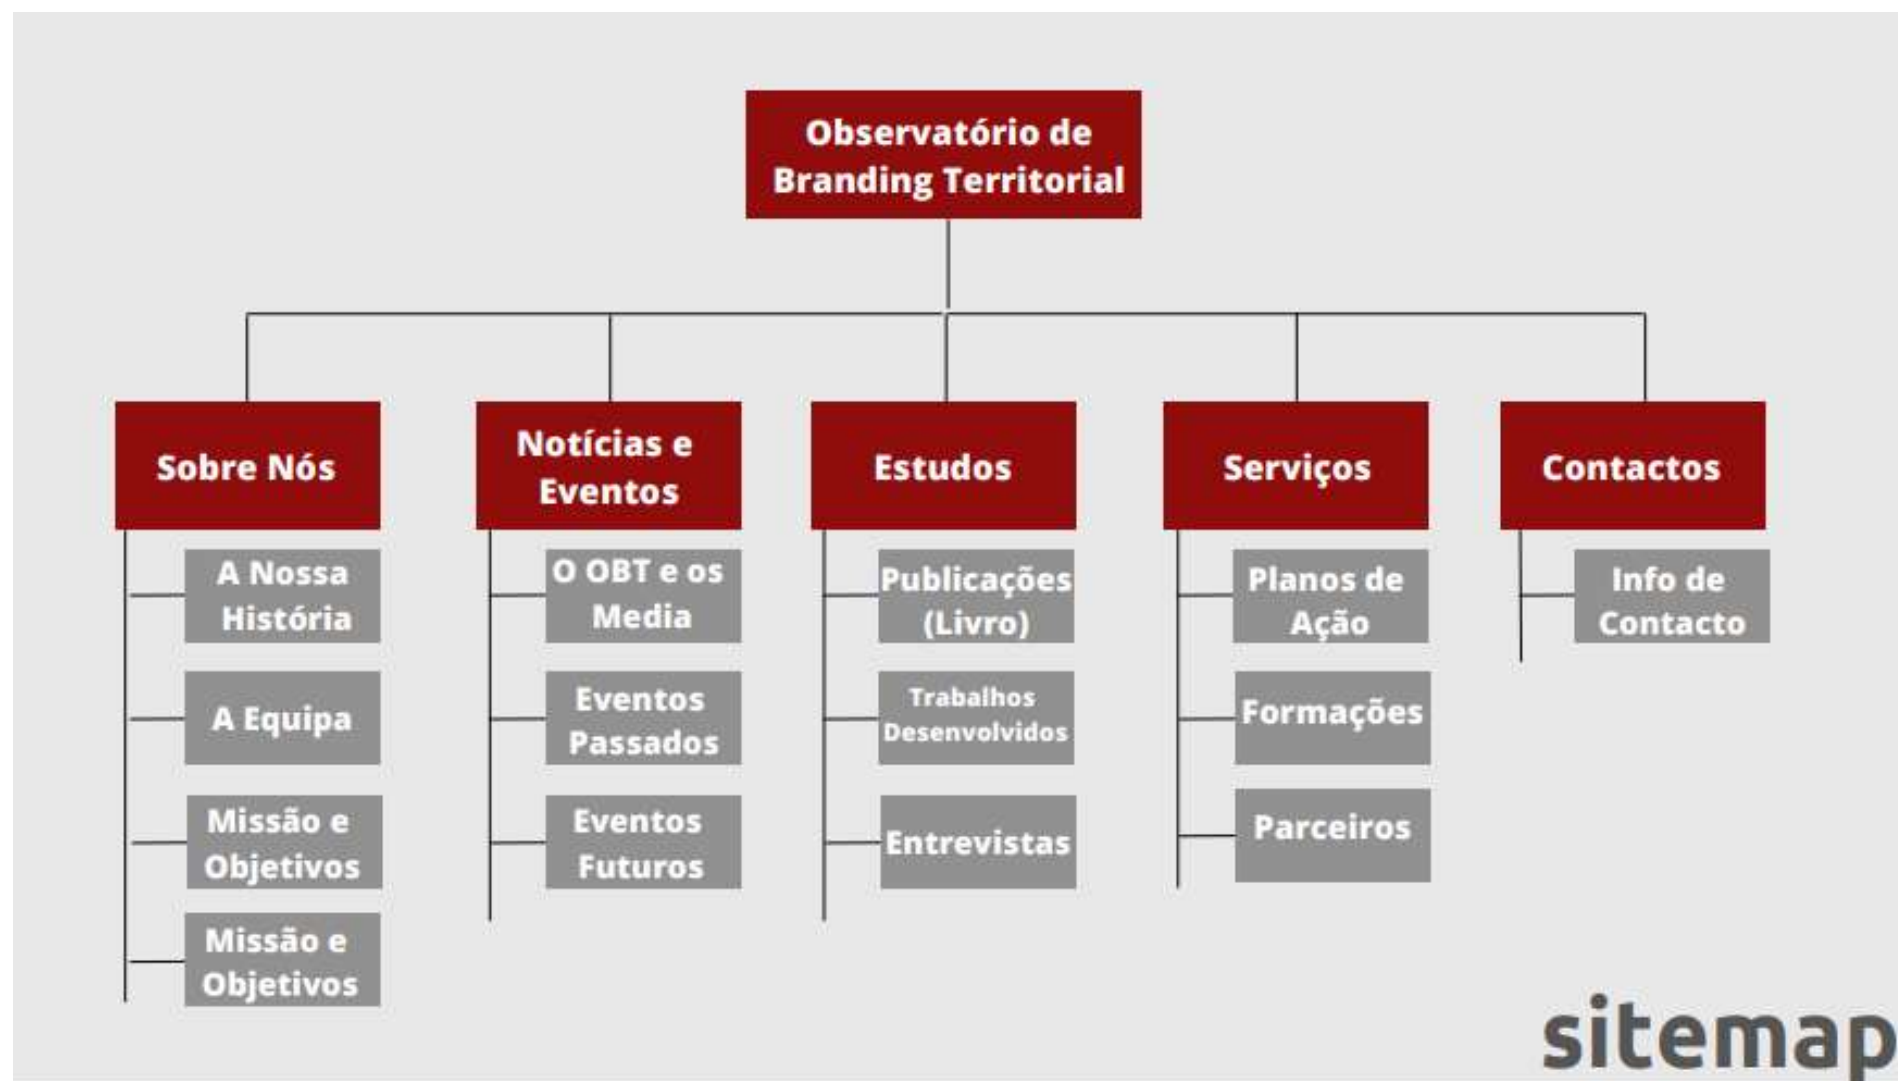 Observatório de
Branding Territorial
Sobre Nós
A Nossa
História
A Equipa
Missão e
Objetivos
Missão e
Objetivos
Notícias e
Eventos
O OBT e os
Media
Eventos
Passados
Eventos
Futuros
Estudos
Publicações
(Livro)
Trabalhos
Desenvolvidos
Entrevistas
Serviços
Planos de
Ação
Formações
Parceiros
Contactos
Info de
Contacto
sitemap